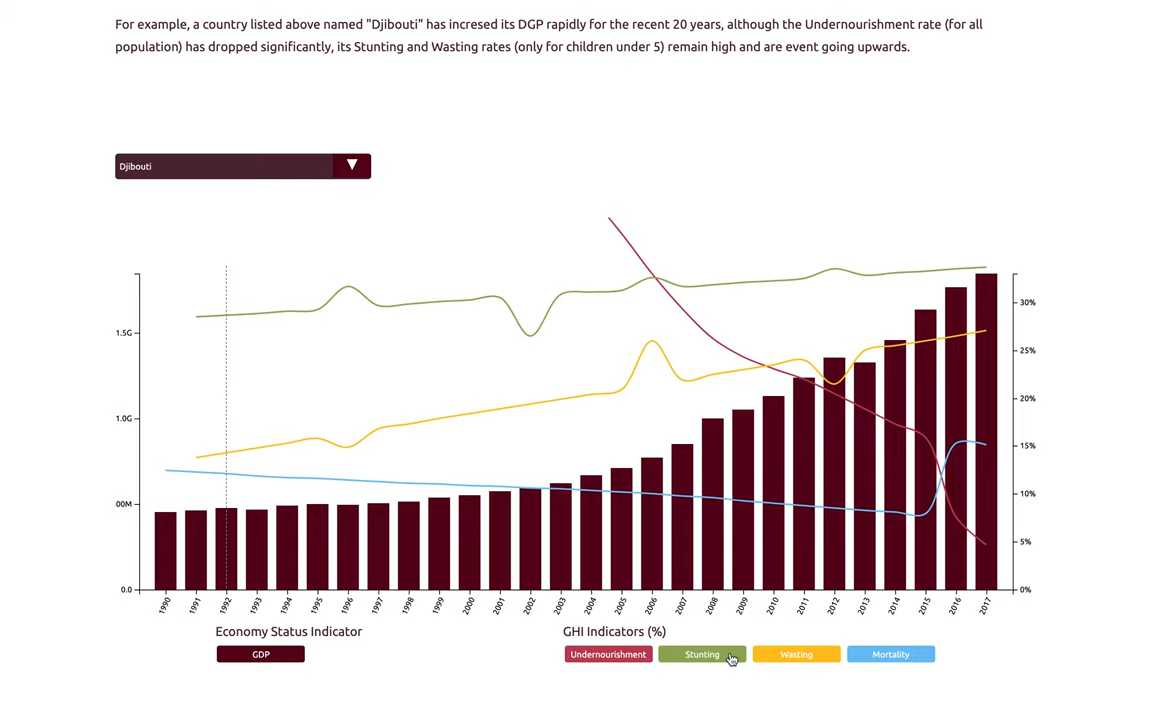 For example, a country listed above named "Djibouti" has incresed its DGP rapidly for the recent 20 years, although the Undernourishment rate (for all
population) has dropped significantly, its Stunting and Wasting rates (only for children under 5) remain high and are event going upwards.
Djibouti
1.5G
1.0G
00M
0.0
30%
25%
20%
15%
10%
5%
0%
1990 1991 1992 1993 1994 1995 1996 1997 1998 1999 2000 2001 2002 2003 2004 2005 2006 2007 2008 2009 2010 2011 2012 2013 2014 2015 2016 2017
Economy Status Indicator
GDP
GHI Indicators (%)
Undernourishment Stunting Wasting Mortality